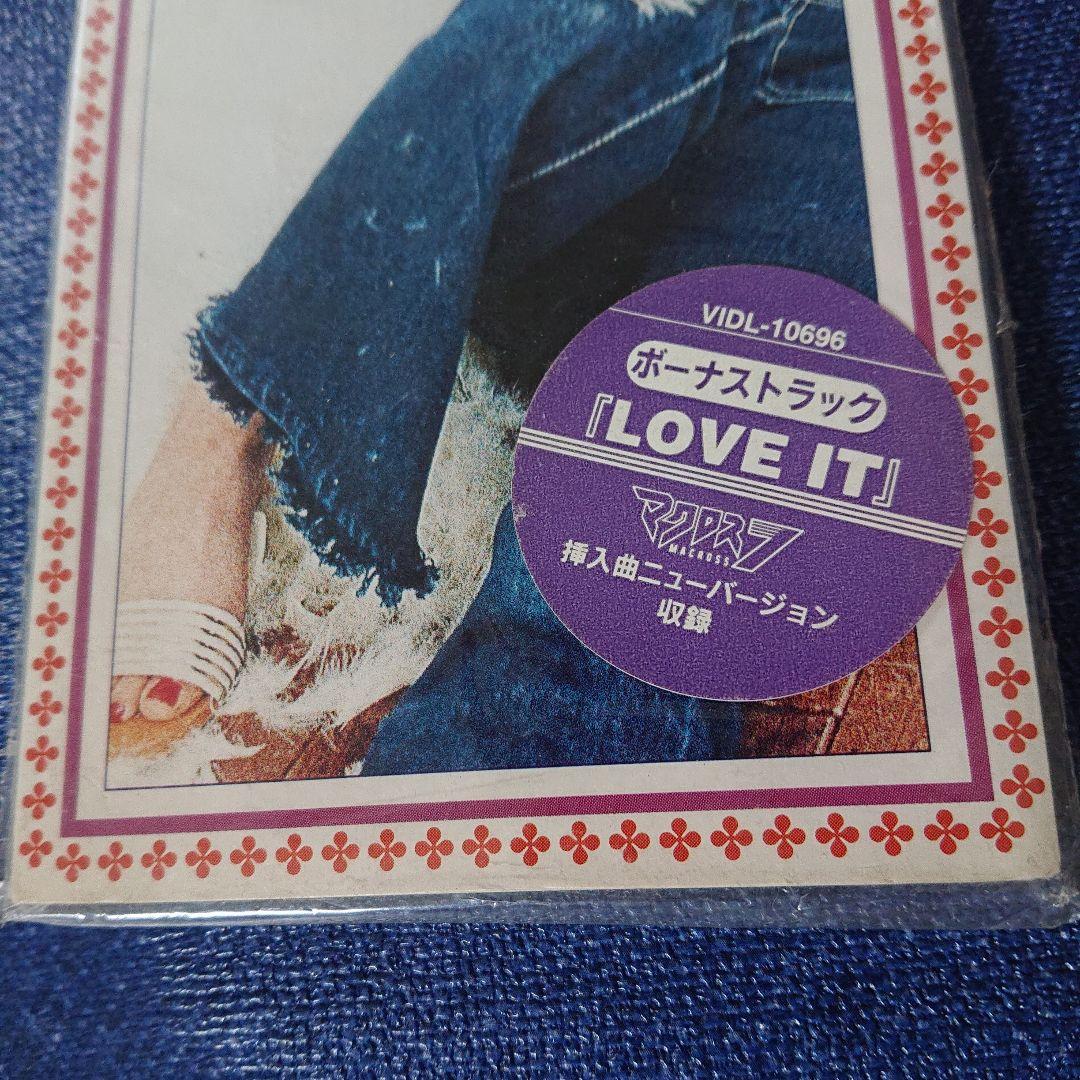 VIDL-10696
ボーナストラック
『LOVE IT』
マクロス7
MACROSS
挿入曲ニューバージョン
収録